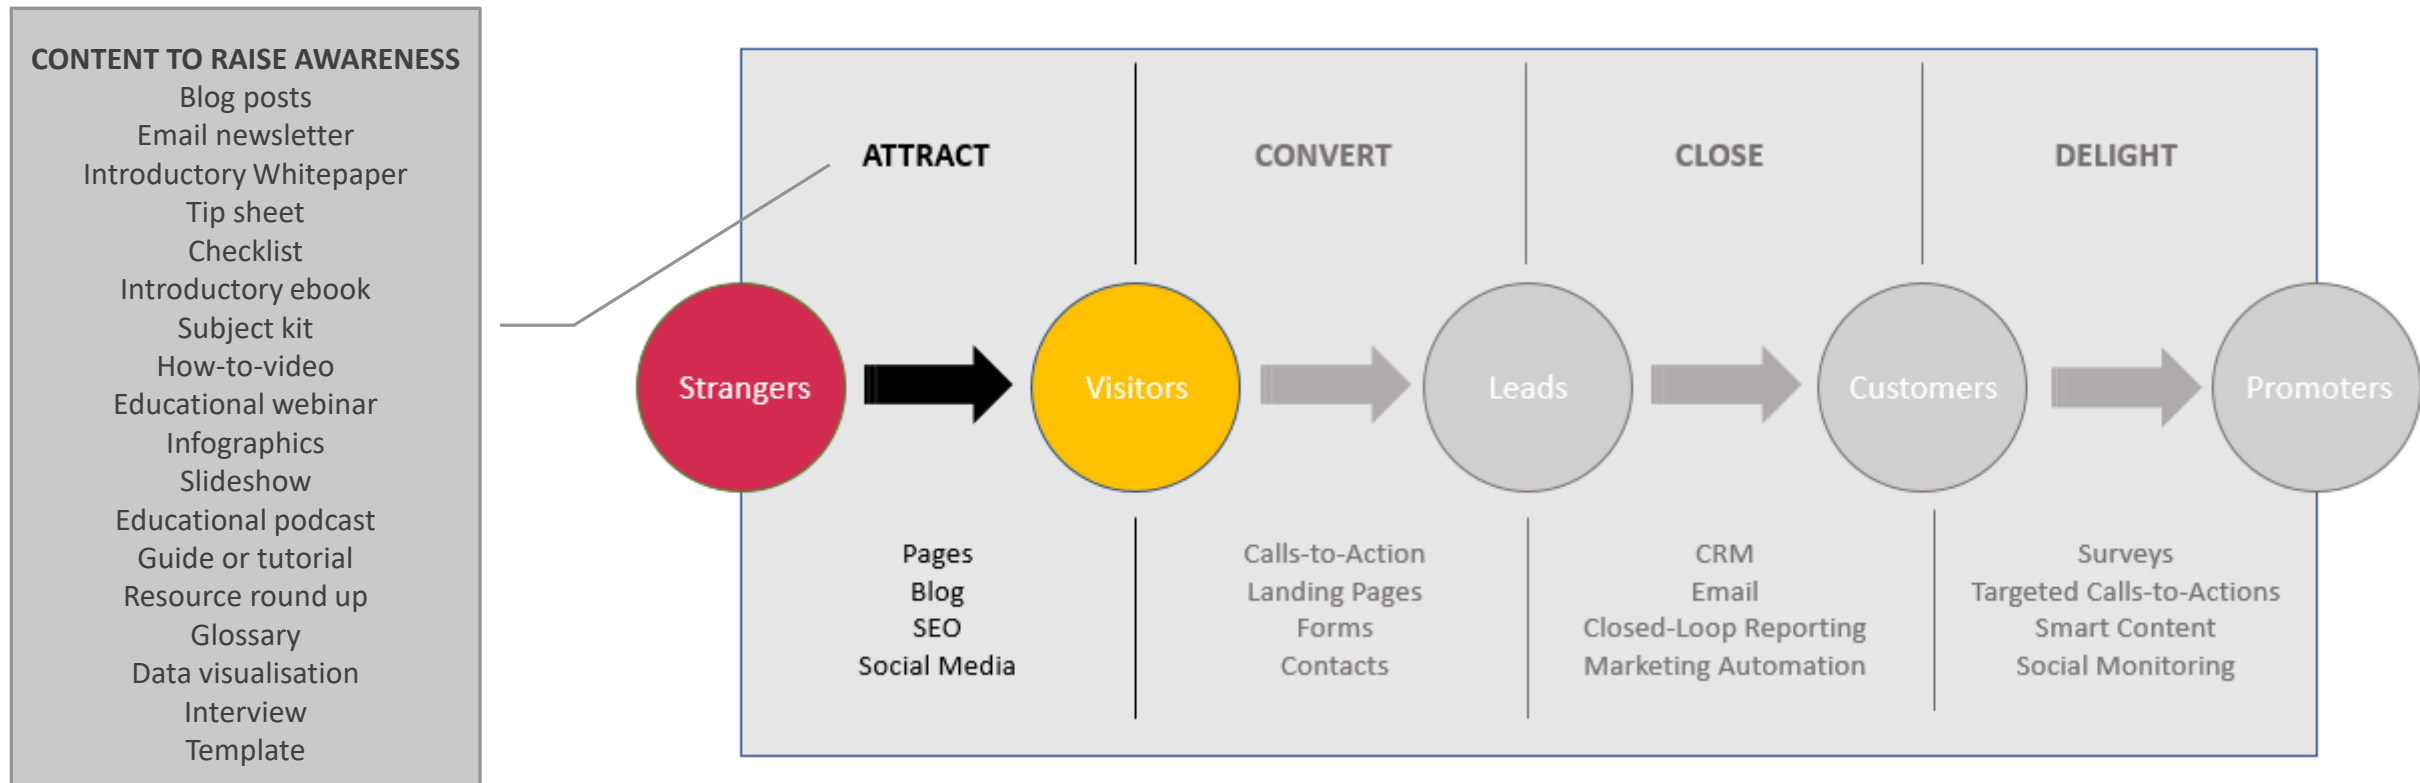 CONTENT TO RAISE AWARENESS
Blog posts
Email newsletter
Introductory Whitepaper
Tip sheet
Checklist
Introductory ebook
Subject kit
How-to-video
Educational webinar
Infographics
Slideshow
Educational podcast
Guide or tutorial
Resource round up
Glossary
Data visualisation
Interview
Template
ATTRACT
CONVERT
CLOSE
DELIGHT
Strangers
Visitors
Leads
Customers
Promoters
Pages
Blog
SEO
Social Media
Calls-to-Action
Landing Pages
Forms
Contacts
CRM
Email
Closed-Loop Reporting
Marketing Automation
Surveys
Targeted Calls-to-Actions
Smart Content
Social Monitoring